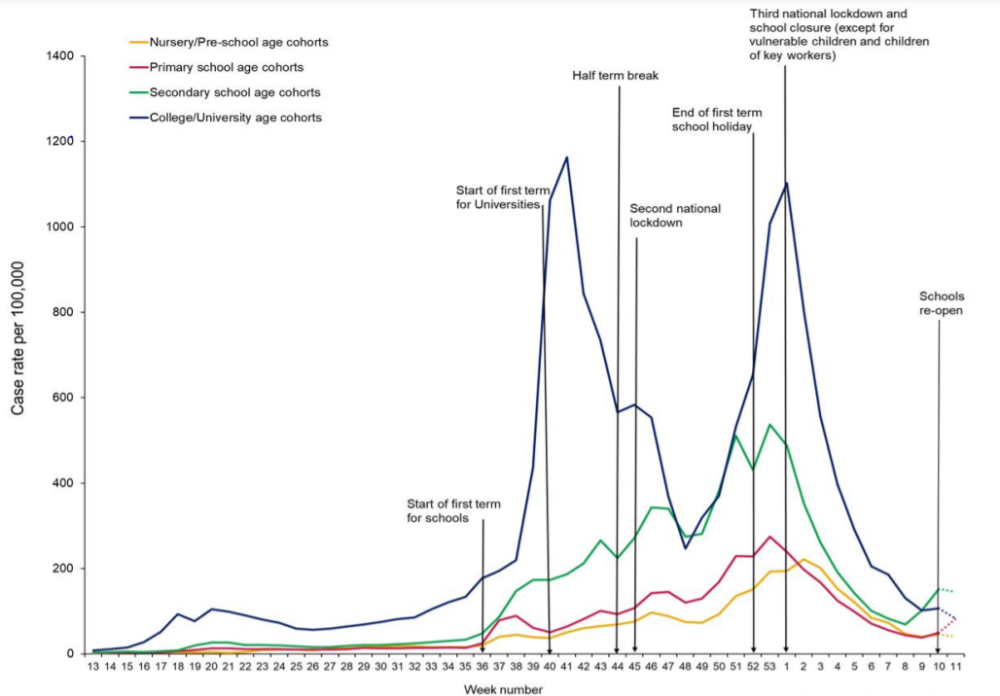 Third national lockdown and
school closure (except for
vulnerable children and children
of key workers)
Nursery/Pre-school age cohorts
Primary school age cohorts
Secondary school age cohorts
College/University age cohorts
Half term break
End of first term
school holiday
Start of first term
for Universities
Second national
lockdown
Schools
re-open
Start of first term
for schools
Case rate per 100,000
1400
1200
1000
800
600
400
200
0
13 14 15 16 17 18 19 20 21 22 23 24 25 26 27 28 29 30 31 32 33 34 35 36 37 38 39 40 41 42 43 44 45 46 47 48 49 50 51 52 53 1 2 3 4 5 6 7 8 9 10 11
Week number